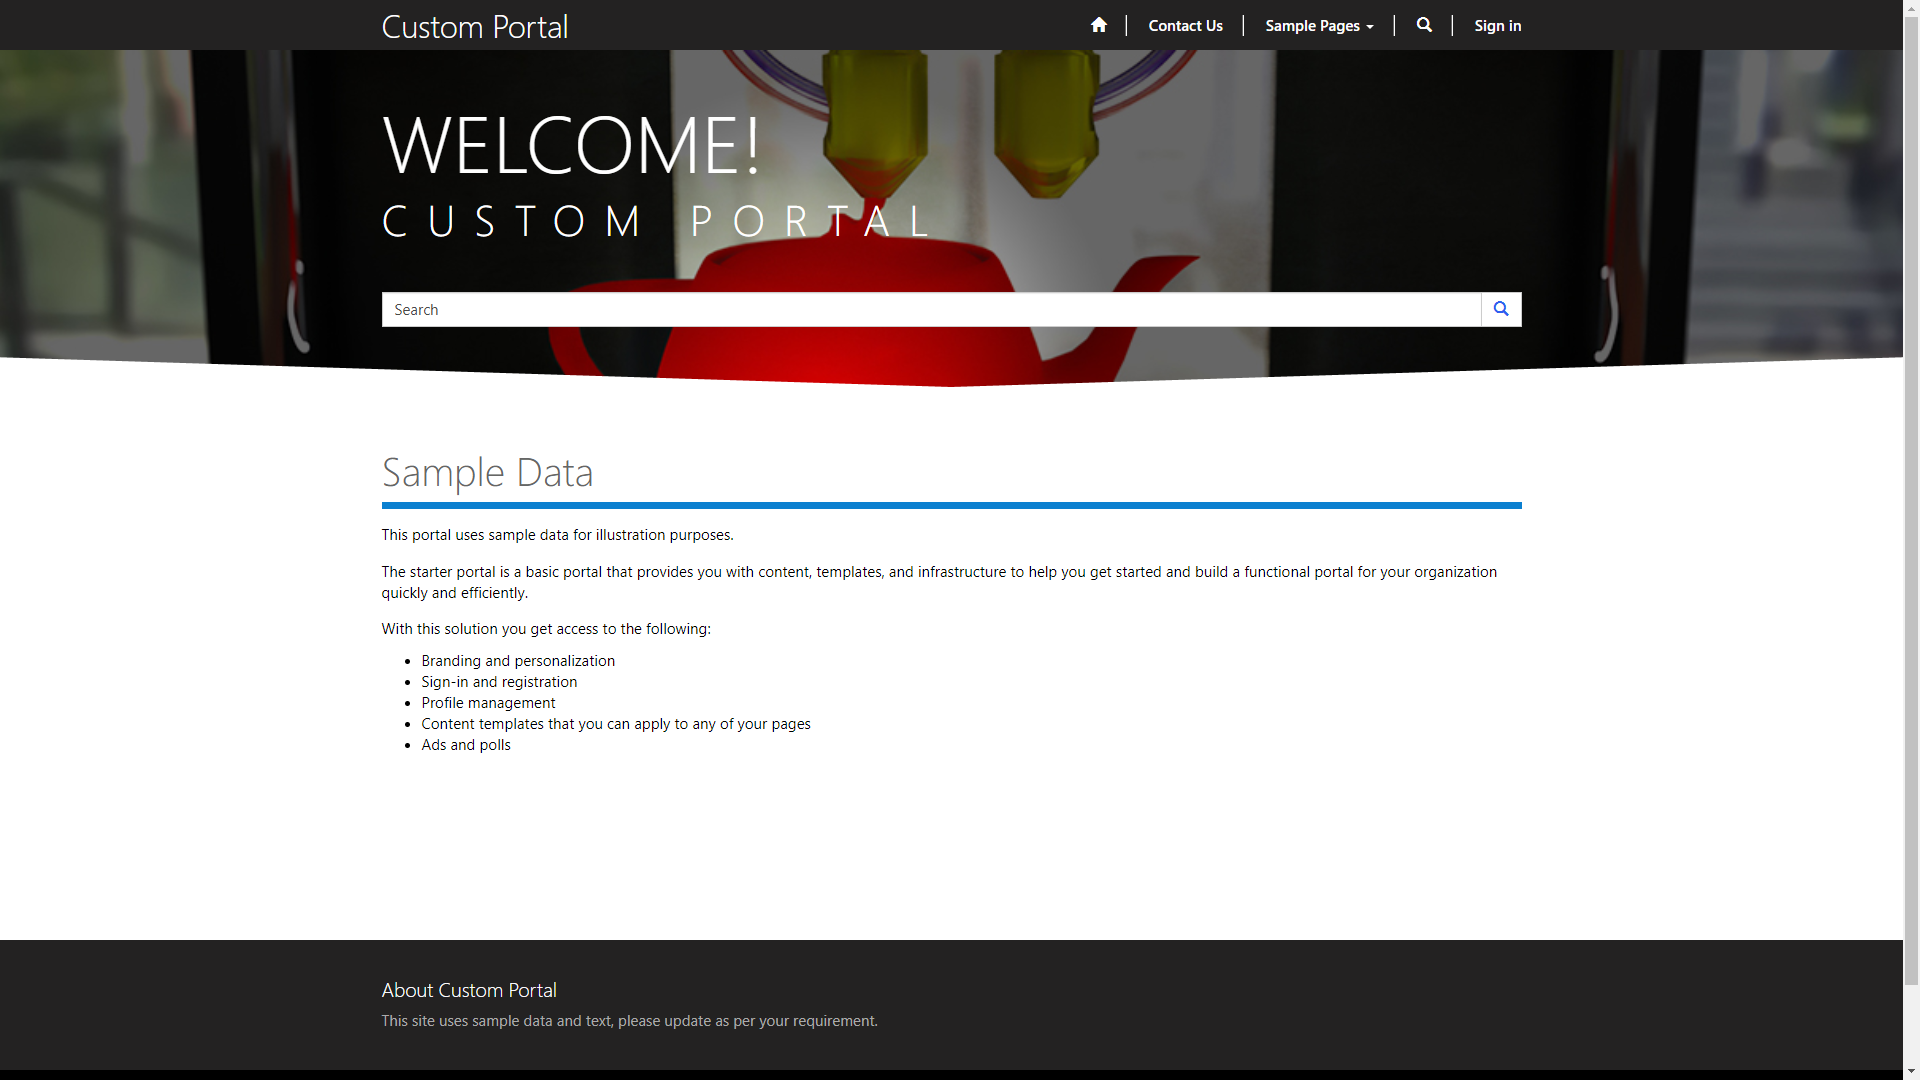 Custom Portal
Contact Us
Sample Pages
Sign in
WELCOME!
CUSTOM PORTAL
Search
Sample Data
This portal uses sample data for illustration purposes.
The starter portal is a basic portal that provides you with content, templates, and infrastructure to help you get started and build a functional portal for your organization
quickly and efficiently.
With this solution you get access to the following:
Branding and personalization
Sign-in and registration
Profile management
Content templates that you can apply to any of your pages
Ads and polls
About Custom Portal
This site uses sample data and text, please update as per your requirement.